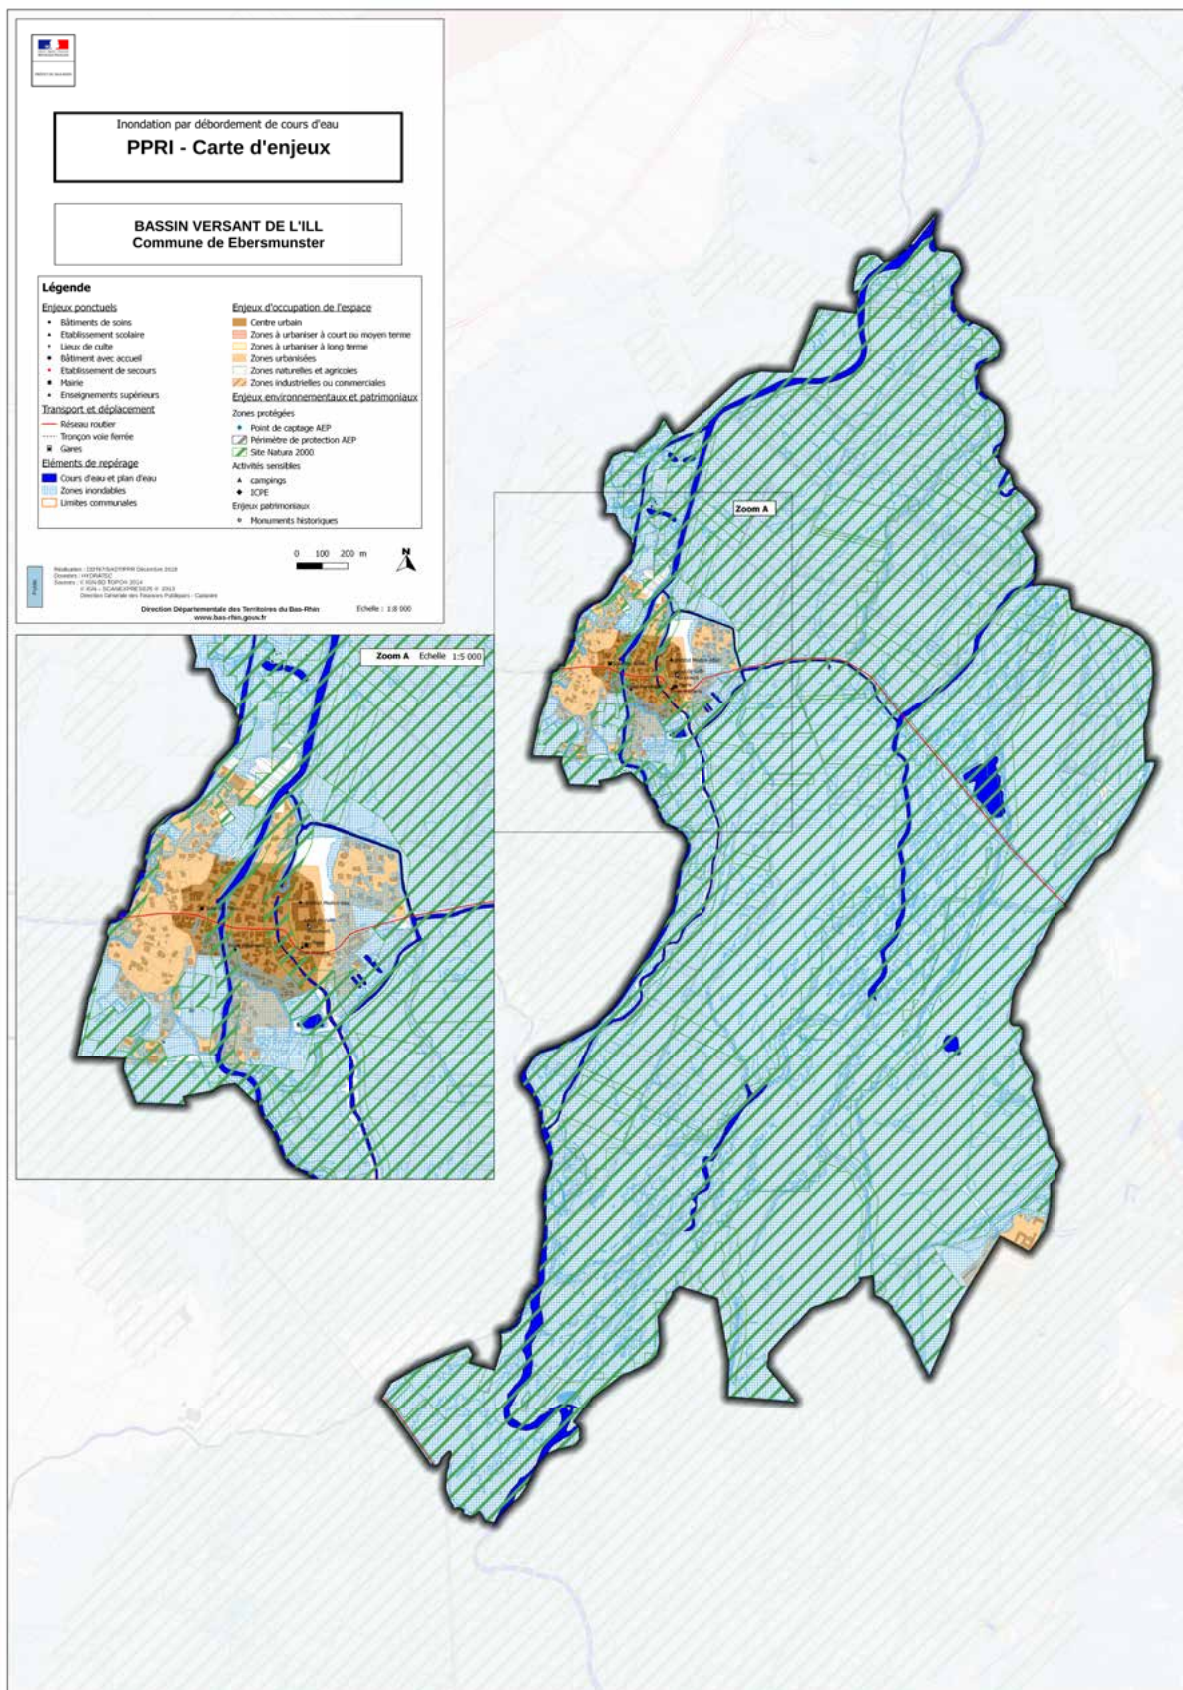 Inondation par débordement de cours d'eau
PPRI - Carte d'enjeux
BASSIN VERSANT DE L'ILL
Commune de Ebersmunster
Légende
Enjeux ponctuels
Bâtiments de soins
Etablissement scolaire
Lieux de culte
Bâtiment avec accueil
Etablissement de secours
Mairie
Enseignements supérieurs
Transport et déplacement
Réseau routier
Tronçon voie ferrée
Gares
Eléments de repérage
Cours d'eau et plan d'eau
Zones inondables
Limites communales
Enjeux d'occupation de l'espace
Centre urbain
Zones à urbaniser à court ou moyen terme
Zones à urbaniser à long terme
Zones urbanisées
Zones naturelles et agricoles
Zones industrielles ou commerciales
Enjeux environnementaux et patrimoniaux
Zones protégées
Point de captage AEP
Périmètre de protection AEP
Site Natura 2000
Activités sensibles
campings
ICPE
Enjeux patrimoniaux
Monuments historiques
0 100 200 m
N
Direction Départementale des Territoires du Bas-Rhin
www.bas-rhin.gouv.fr
Echelle : 1:8 000
Zoom A Echelle 1:5 000
Zoom A